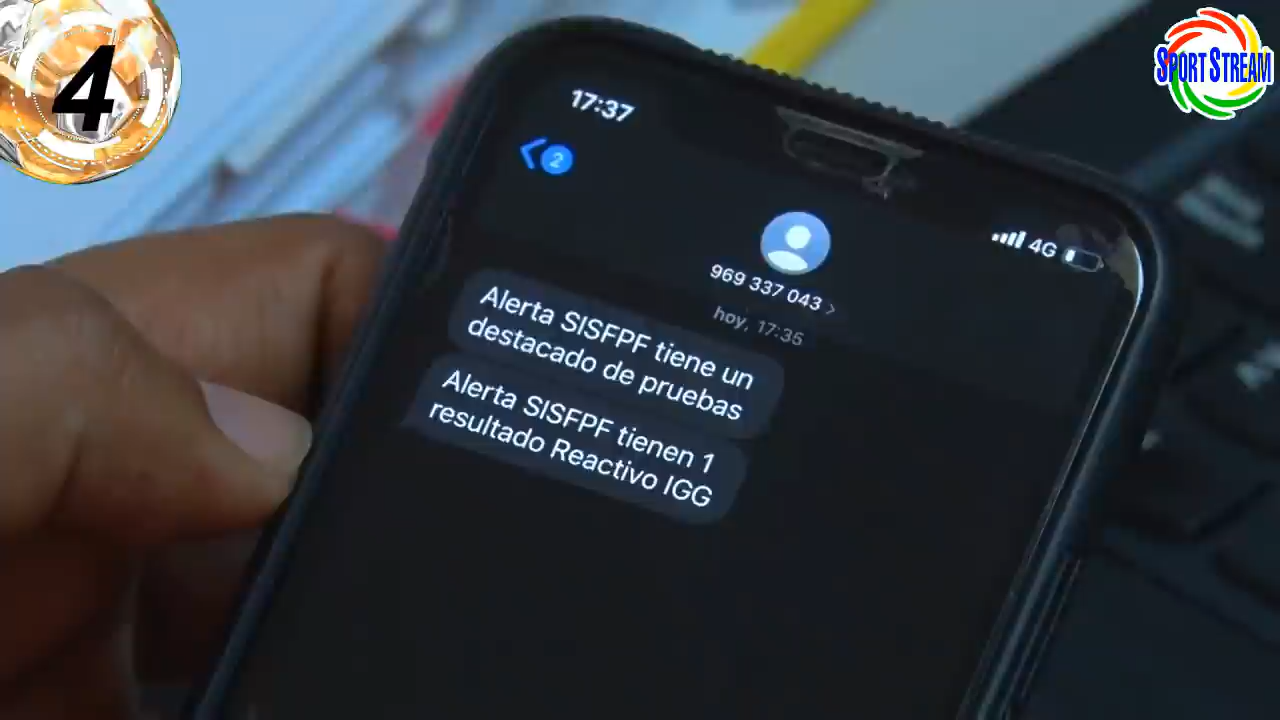 4
SPORT STREAM
17:37
2
4G
969 337 043 >
hoy, 17:36
Alerta SISFPF tiene un
destacado de pruebas
Alerta SISFPF tienen 1
resultado Reactivo IGG